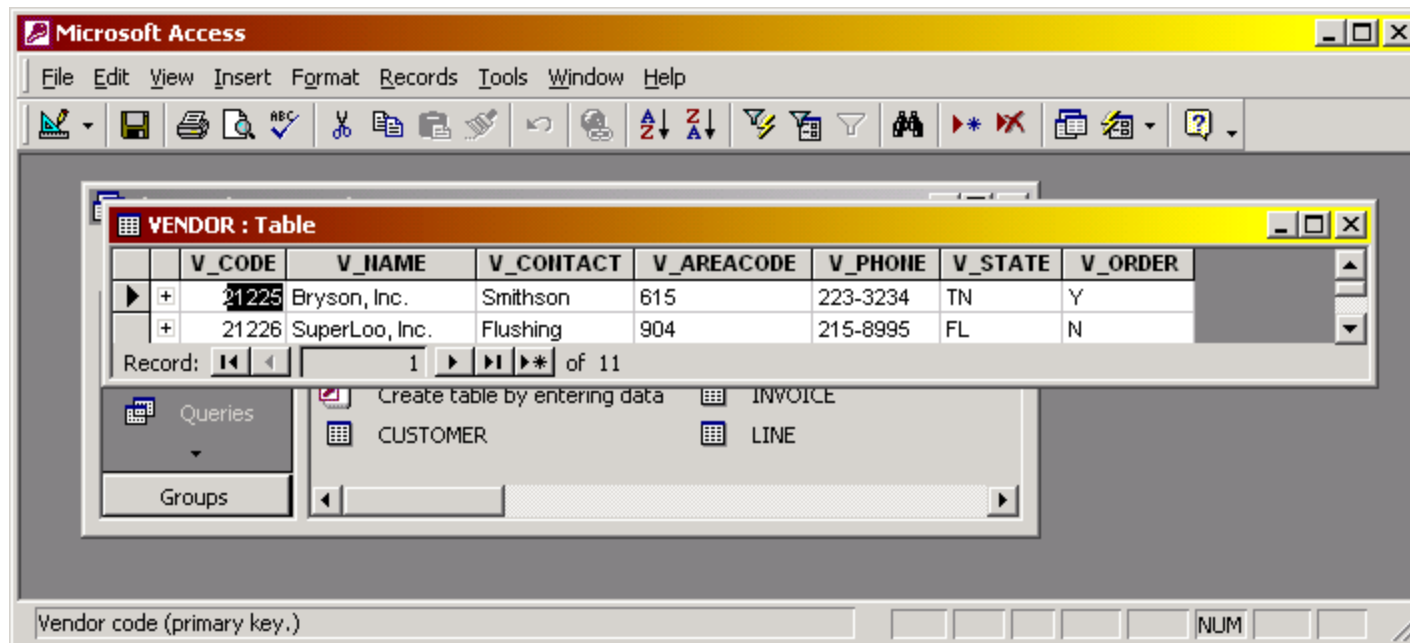 Microsoft Access
File Edit View Insert Format Records Tools Window Help
VENDOR : Table
V_CODE V_NAME V_CONTACT V_AREACODE V_PHONE V_STATE V_ORDER
21225 Bryson, Inc. Smithson 615 223-3234 TN Y
21226 SuperLoo, Inc. Flushing 904 215-8995 FL N
Record: 1 of 11
Create table by entering data INVOICE
Queries
CUSTOMER LINE
Groups
Vendor code (primary key.) NUM